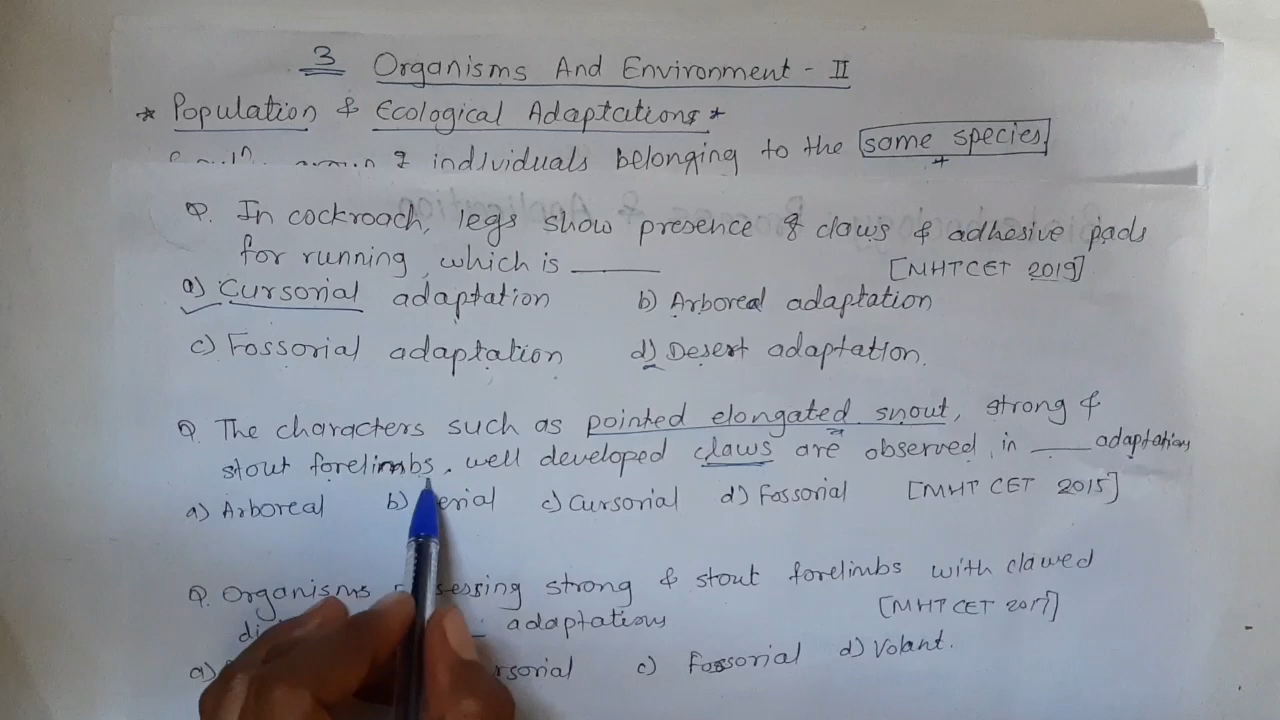 3 Organisms And Environment - II
* Population & Ecological Adaptations *
individuals belonging to the same species
Q. In cockroach, legs show presence of claws & adhesive pads
for running, which is ______ [MHTCET 2019]
a) Cursorial adaptation b) Arboreal adaptation
c) Fossorial adaptation d) Desert adaptation.
Q. The characters such as pointed elongated snout, strong &
stout forelimbs, well developed claws are observed in ____ adaptations
a) Arboreal b) erial c) Cursorial d) Fossorial [MHT CET 2015]
Q. Organisms strong & stout forelimbs with clawed
adaptations [MHT CET 2017]
a) c) Fossorial d) Volant.